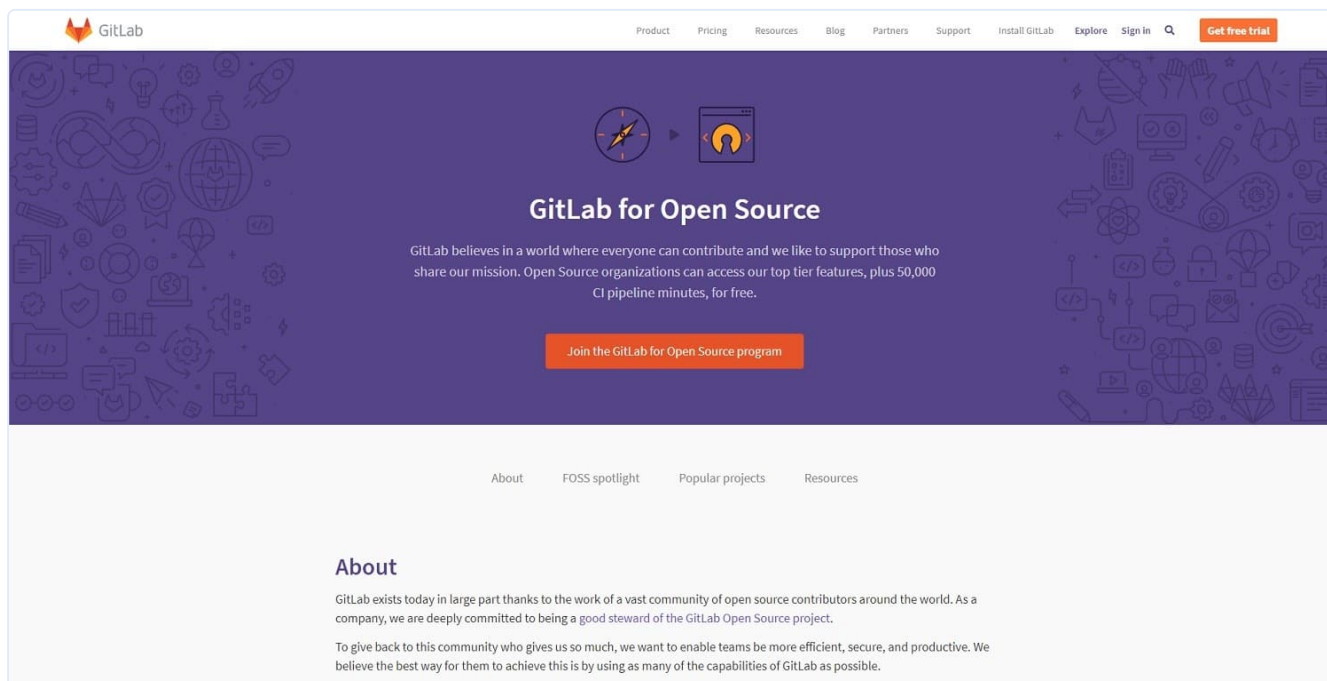 GitLab
Product Pricing Resources Blog Partners Support Install GitLab Explore Sign in Get free trial
GitLab for Open Source
GitLab believes in a world where everyone can contribute and we like to support those who
share our mission. Open Source organizations can access our top tier features, plus 50,000
CI pipeline minutes, for free.
Join the GitLab for Open Source program
About FOSS spotlight Popular projects Resources
About
GitLab exists today in large part thanks to the work of a vast community of open source contributors around the world. As a
company, we are deeply committed to being a good steward of the GitLab Open Source project.
To give back to this community who gives us so much, we want to enable teams be more efficient, secure, and productive. We
believe the best way for them to achieve this is by using as many of the capabilities of GitLab as possible.